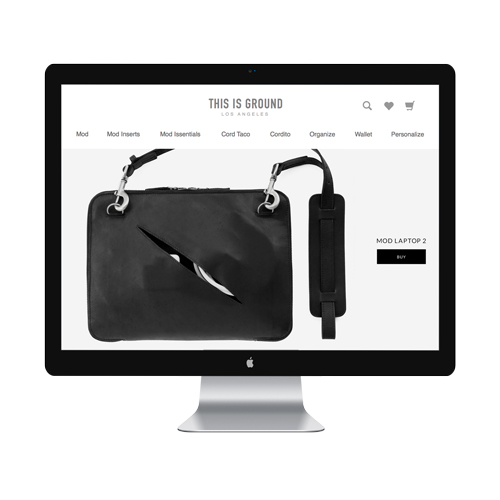 THIS IS GROUND
LOS ANGELES
Mod Mod Inserts Mod Issentials Cord Taco Cordito Organize Wallet Personalize
MOD LAPTOP 2
BUY